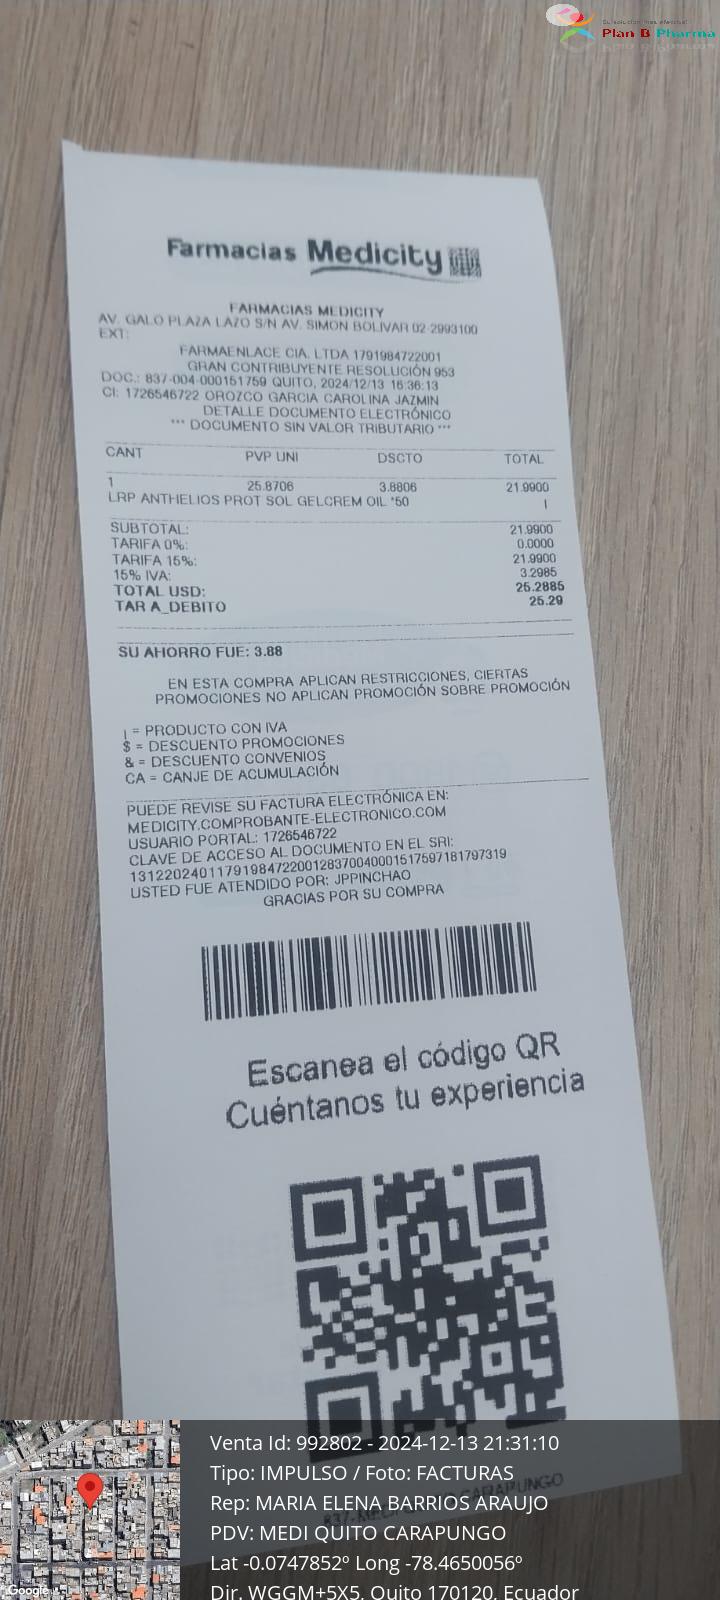 Su solución mas efectiva!
Plan B Pharma
Farmacias Medicity
FARMACIAS MEDICITY
AV. GALO PLAZA LAZO S/N AV. SIMON BOLIVAR 02-2993100
EXT:
FARMAENLACE CIA. LTDA 1791984722001
GRAN CONTRIBUYENTE RESOLUCIÓN 953
DOC.: 837-004-000151759 QUITO, 2024/12/13 16:36:13
CI: 1726546722 OROZCO GARCIA CAROLINA JAZMIN
DETALLE DOCUMENTO ELECTRÓNICO
*** DOCUMENTO SIN VALOR TRIBUTARIO ***
CANT PVP UNI DSCTO TOTAL
1 25.8706 3.8806 21.9900
LRP ANTHELIOS PROT SOL GELCREM OIL *50 I
SUBTOTAL: 21.9900
TARIFA 0%: 0.0000
TARIFA 15%: 21.9900
15% IVA: 3.2985
TOTAL USD: 25.2885
TAR A_DEBITO 25.29
SU AHORRO FUE: 3.88
EN ESTA COMPRA APLICAN RESTRICCIONES, CIERTAS
PROMOCIONES NO APLICAN PROMOCIÓN SOBRE PROMOCIÓN
I = PRODUCTO CON IVA
$ = DESCUENTO PROMOCIONES
& = DESCUENTO CONVENIOS
CA = CANJE DE ACUMULACIÓN
PUEDE REVISE SU FACTURA ELECTRÓNICA EN:
MEDICITY.COMPROBANTE-ELECTRONICO.COM
USUARIO PORTAL: 1726546722
CLAVE DE ACCESO AL DOCUMENTO EN EL SRI:
1312202401179198472200128370040001517597181797319
USTED FUE ATENDIDO POR: JPPINCHAO
GRACIAS POR SU COMPRA
Escanea el código QR
Cuéntanos tu experiencia
837-MEDI QUITO CARAPUNGO
Venta Id: 992802 - 2024-12-13 21:31:10
Tipo: IMPULSO / Foto: FACTURAS
Rep: MARIA ELENA BARRIOS ARAUJO
PDV: MEDI QUITO CARAPUNGO
Lat -0.0747852º Long -78.4650056º
Dir. WGGM+5X5, Quito 170120, Ecuador
Google